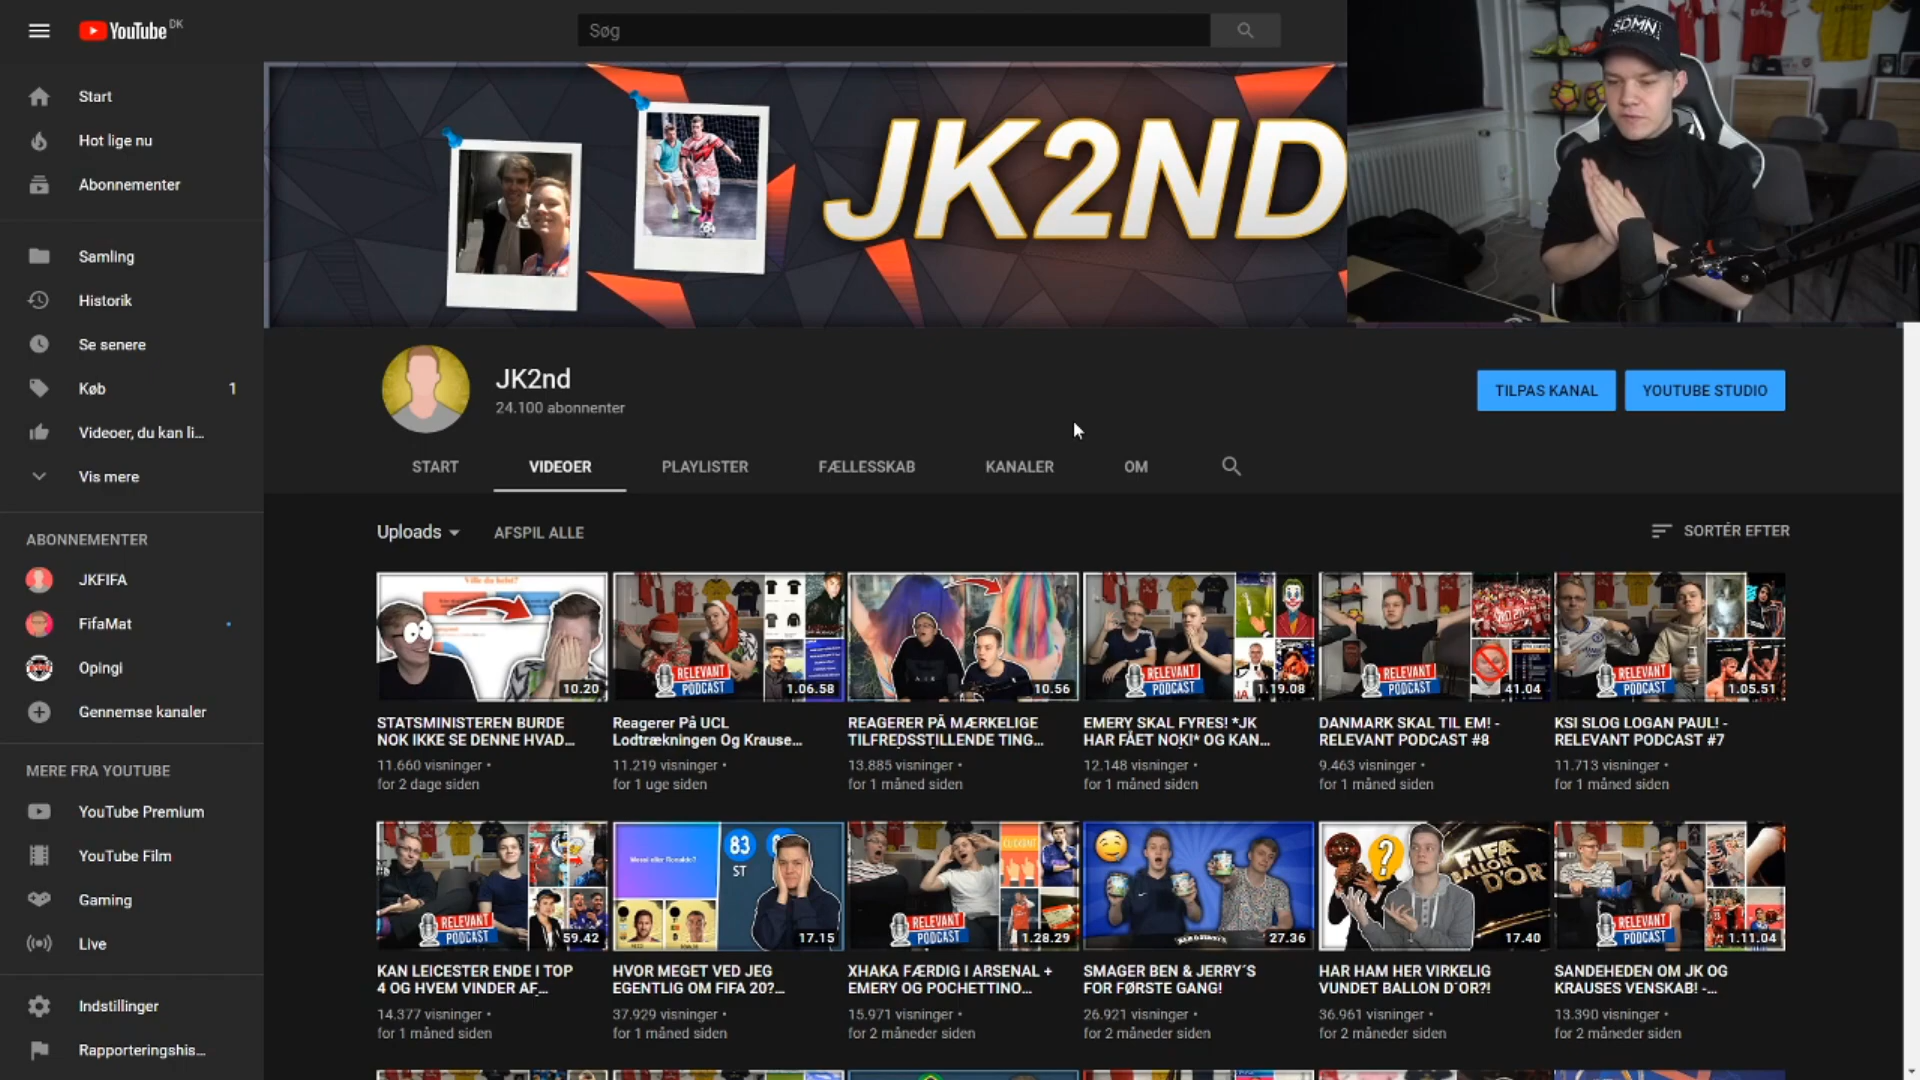 YouTube DK
Søg
SDMN
Start
Hot lige nu
Abonnementer
Samling
Historik
Se senere
Køb 1
Videoer, du kan li...
Vis mere
ABONNEMENTER
JKFIFA
FifaMat
Opingi
Gennemse kanaler
MERE FRA YOUTUBE
YouTube Premium
YouTube Film
Gaming
Live
Indstillinger
Rapporteringshis...
JK2ND
JK2nd
24.100 abonnenter
TILPAS KANAL
YOUTUBE STUDIO
START
VIDEOER
PLAYLISTER
FÆLLESSKAB
KANALER
OM
Uploads
AFSPIL ALLE
SORTÉR EFTER
Ville du helst?
10.20
STATSMINISTEREN BURDE
NOK IKKE SE DENNE HVAD...
11.660 visninger •
for 2 dage siden
RELEVANT
PODCAST
1.06.58
Reagerer På UCL
Lodtrækningen Og Krause...
11.219 visninger •
for 1 uge siden
10.56
REAGERER PÅ MÆRKELIGE
TILFREDSSTILLENDE TING...
13.885 visninger •
for 1 måned siden
RELEVANT
PODCAST
1.19.08
EMERY SKAL FYRES! *JK
HAR FÅET NOK!* OG KAN...
12.148 visninger •
for 1 måned siden
RELEVANT
PODCAST
41.04
DANMARK SKAL TIL EM! -
RELEVANT PODCAST #8
9.463 visninger •
for 1 måned siden
RELEVANT
PODCAST
1.05.51
KSI SLOG LOGAN PAUL! -
RELEVANT PODCAST #7
11.713 visninger •
for 1 måned siden
RELEVANT
PODCAST
59.42
KAN LEICESTER ENDE I TOP
4 OG HVEM VINDER AF...
14.377 visninger •
for 1 måned siden
Messi eller Ronaldo?
83
ST
17.15
HVOR MEGET VED JEG
EGENTLIG OM FIFA 20?...
37.929 visninger •
for 1 måned siden
RELEVANT
PODCAST
1.28.29
XHAKA FÆRDIG I ARSENAL +
EMERY OG POCHETTINO...
15.971 visninger •
for 2 måneder siden
BEN & JERRY'S
27.36
SMAGER BEN & JERRY´S
FOR FØRSTE GANG!
26.921 visninger •
for 2 måneder siden
FIFA
BALLON
D'OR
17.40
HAR HAM HER VIRKELIG
VUNDET BALLON D´OR?!
36.961 visninger •
for 2 måneder siden
RELEVANT
PODCAST
1.11.04
SANDEHEDEN OM JK OG
KRAUSES VENSKAB! -...
13.390 visninger •
for 2 måneder siden